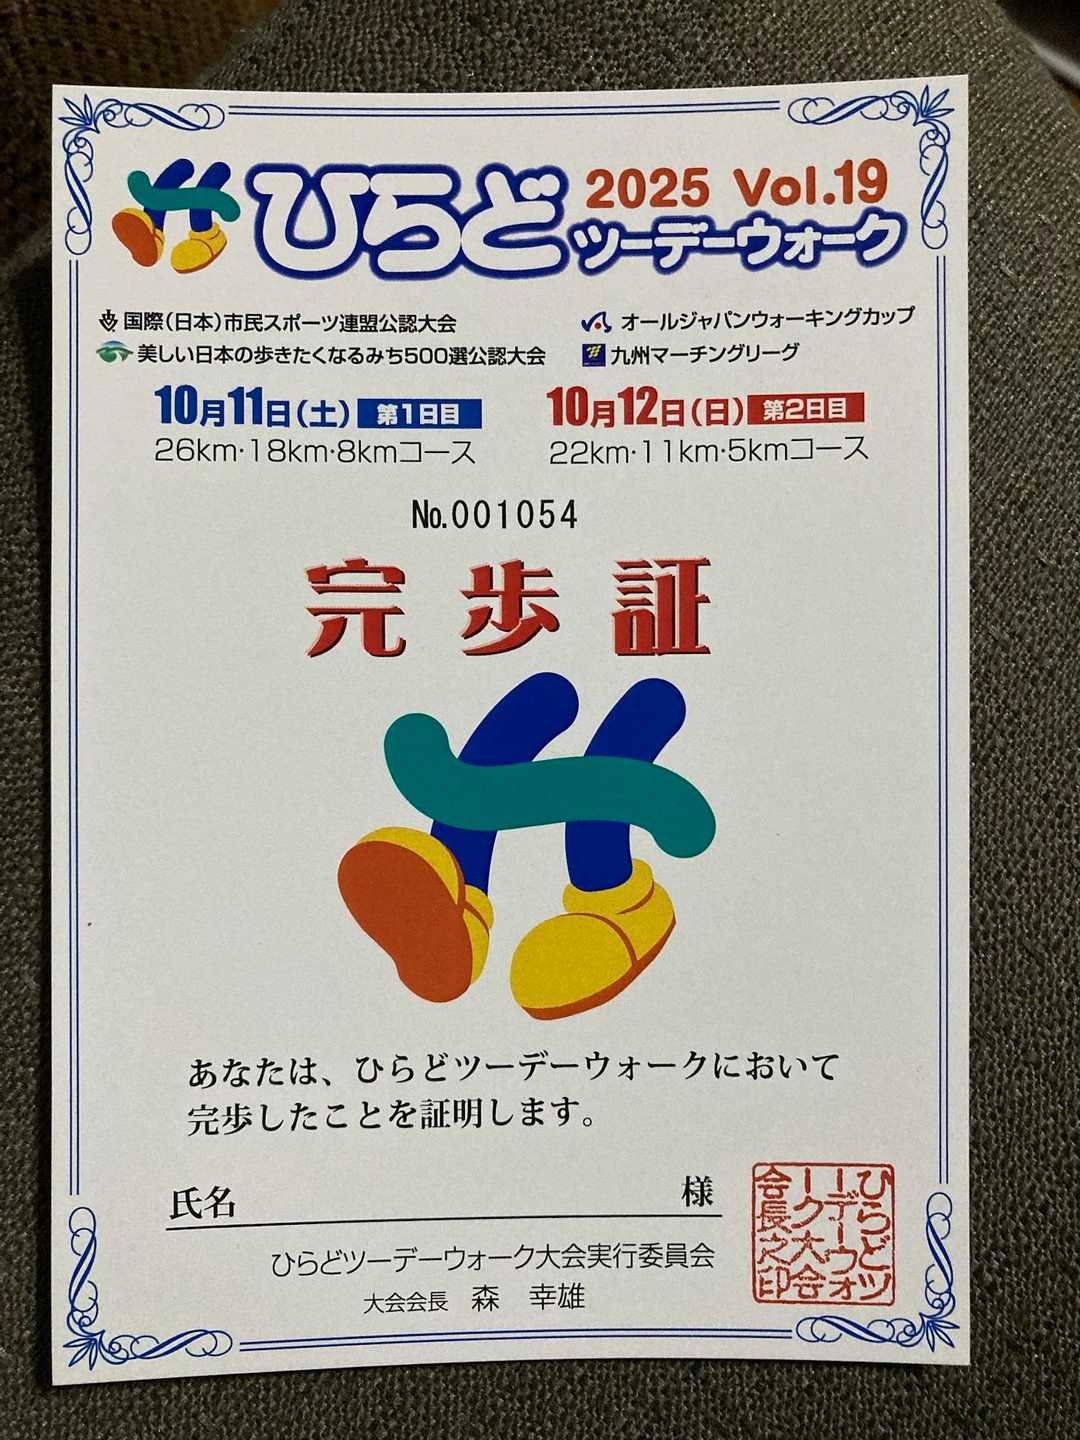 ひらど 2025 Vol.19
ツーデーウォーク
国際(日本)市民スポーツ連盟公認大会
オールジャパンウォーキングカップ
美しい日本の歩きたくなるみち500選公認大会
九州マーチングリーグ
10月11日(土) 第1日目
26km・18km・8kmコース
10月12日(日) 第2日目
22km・11km・5kmコース
No.001054
完歩証
あなたは、ひらどツーデーウォークにおいて
完歩したことを証明します。
氏名 様
ひらどツーデーウォーク大会実行委員会
大会会長 森 幸雄
ひらどツ
ーデーウォ
ーク大会
会長之印